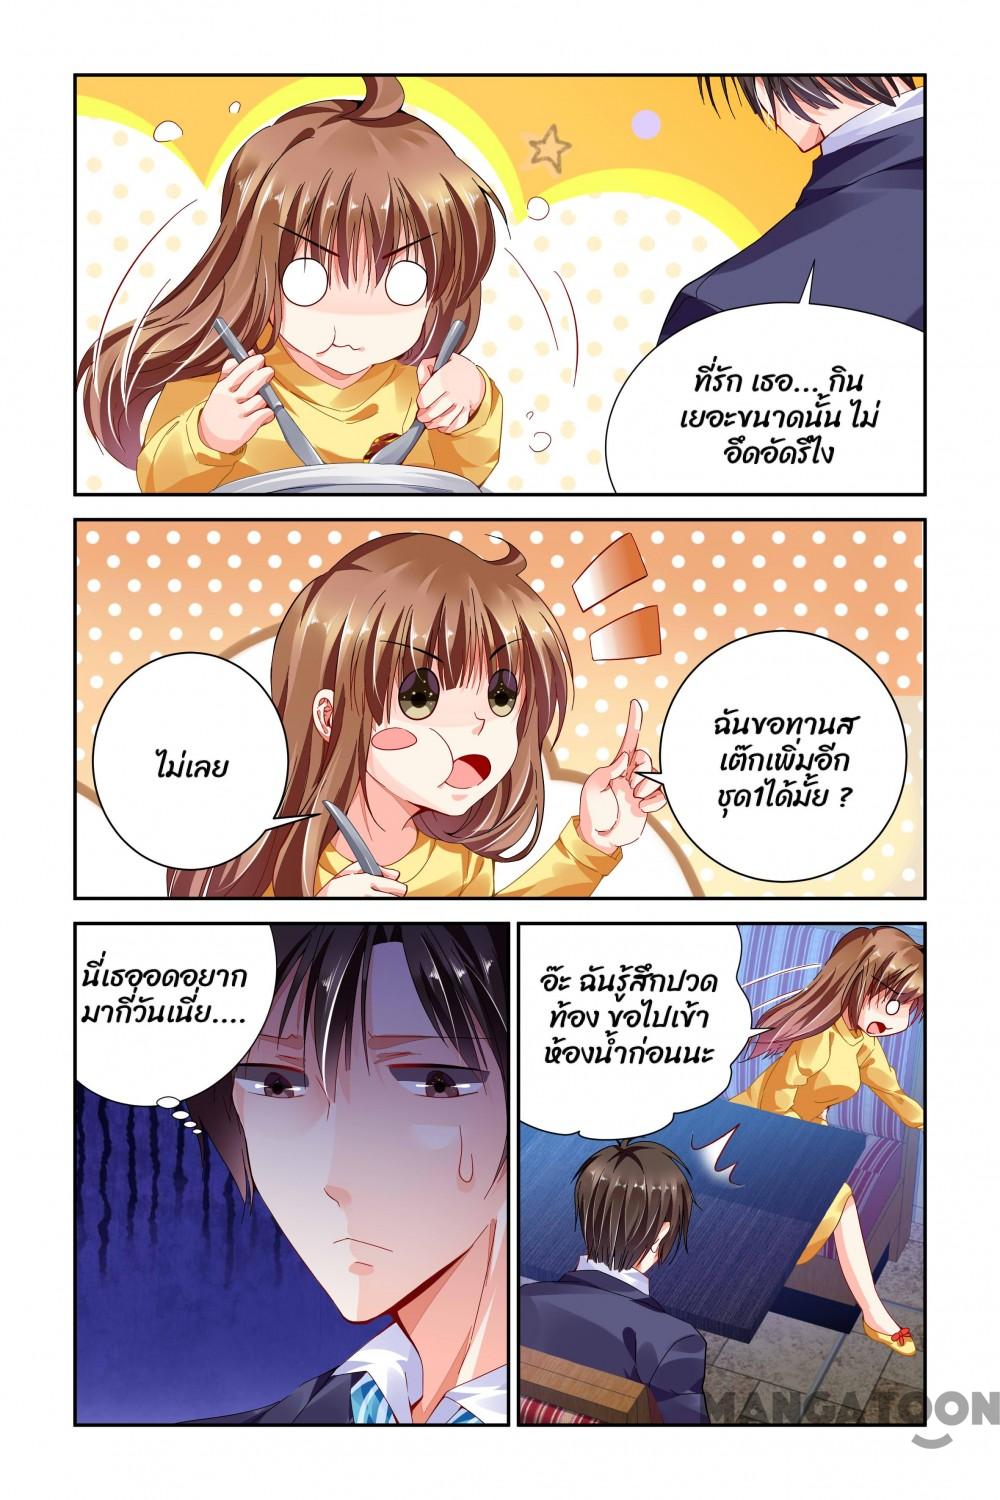 ที่รัก เธอ... กิน
เยอะขนาดนั้น ไม่
อึดอัดรึไง
ไม่เลย
ฉันขอทานส
เต๊กเพิ่มอีก
ชุด1ได้มั้ย ?
นี่เธออดอยาก
มากี่วันเนี่ย....
อ๊ะ ฉันรู้สึกปวด
ท้อง ขอไปเข้า
ห้องน้ำก่อนนะ
MANGATOON